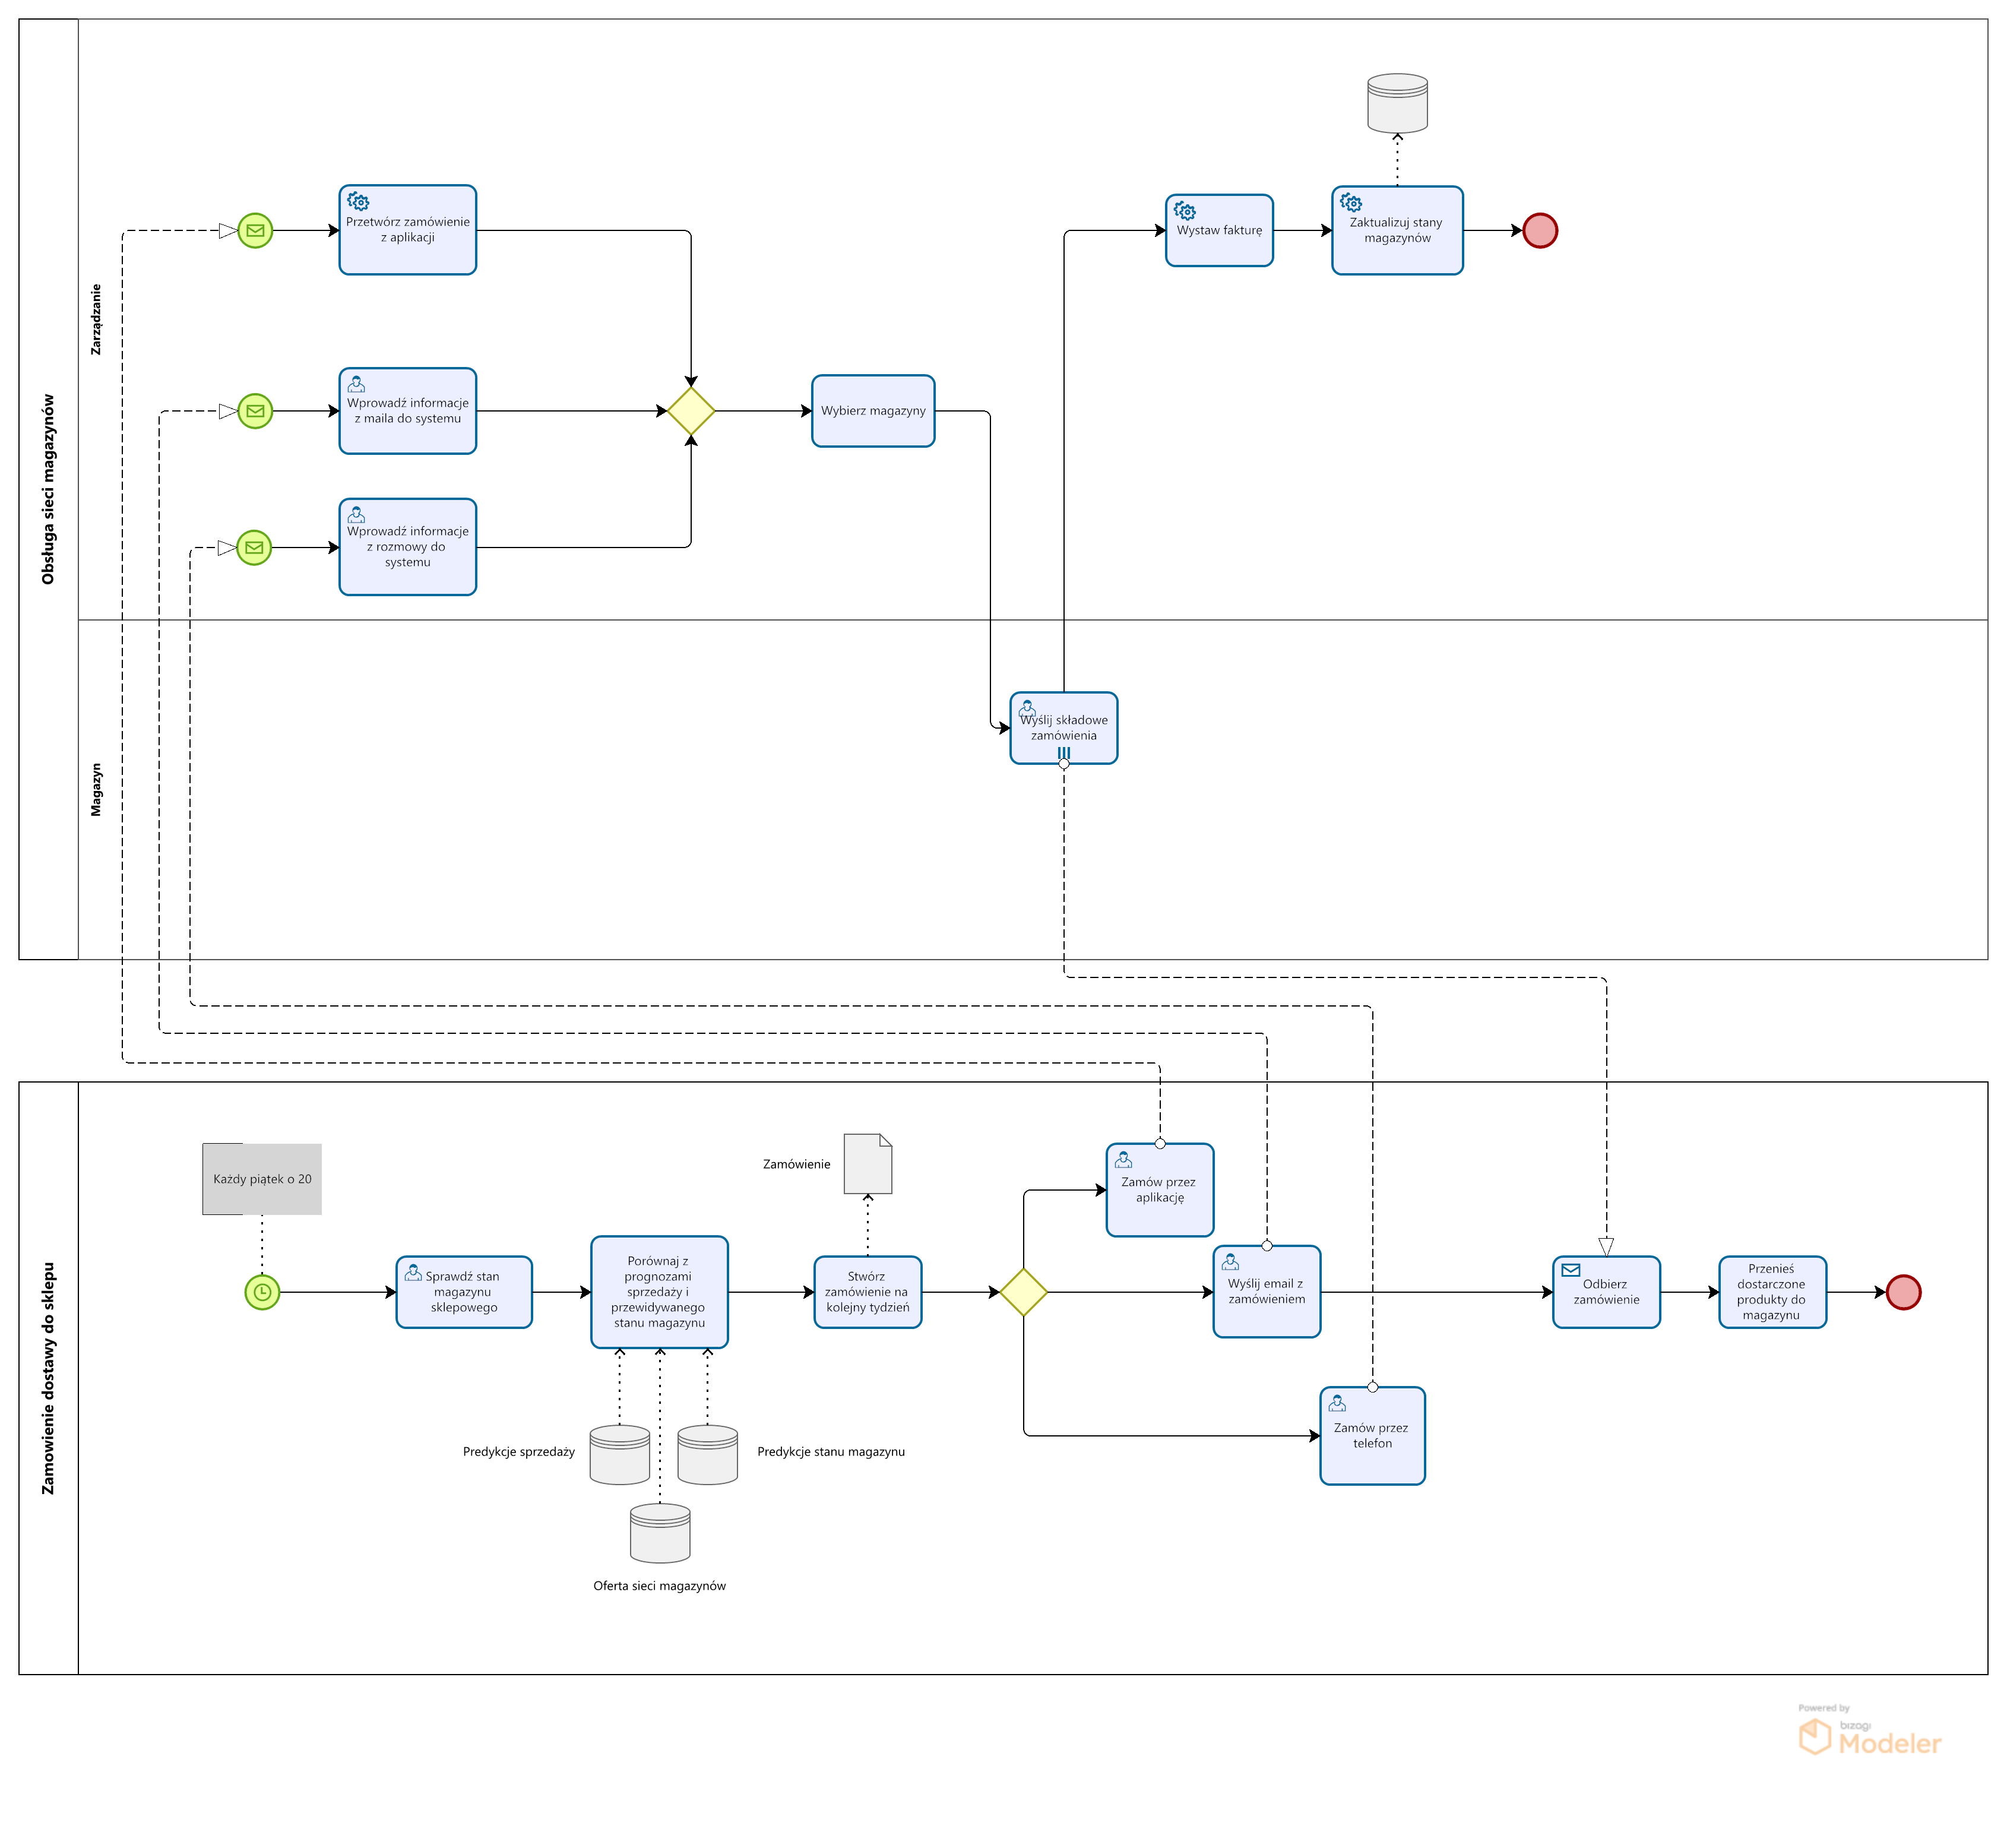 Obsługa sieci magazynów
Zarządzanie
Przetwórz zamówienie
z aplikacji
Wprowadź informacje
z maila do systemu
Wprowadź informacje
z rozmowy do
systemu
Wybierz magazyny
Wystaw fakturę
Zaktualizuj stany
magazynów
Magazyn
Wyślij składowe
zamówienia
Zamowienie dostawy do sklepu
Każdy piątek o 20
Sprawdź stan
magazynu
sklepowego
Porównaj z
prognozami
sprzedaży i
przewidywanego
stanu magazynu
Predykcje sprzedaży
Predykcje stanu magazynu
Oferta sieci magazynów
Zamówienie
Stwórz
zamówienie na
kolejny tydzień
Zamów przez
aplikację
Wyślij email z
zamówieniem
Zamów przez
telefon
Odbierz
zamówienie
Przenieś
dostarczone
produkty do
magazynu
Powered by
bizagi
Modeler